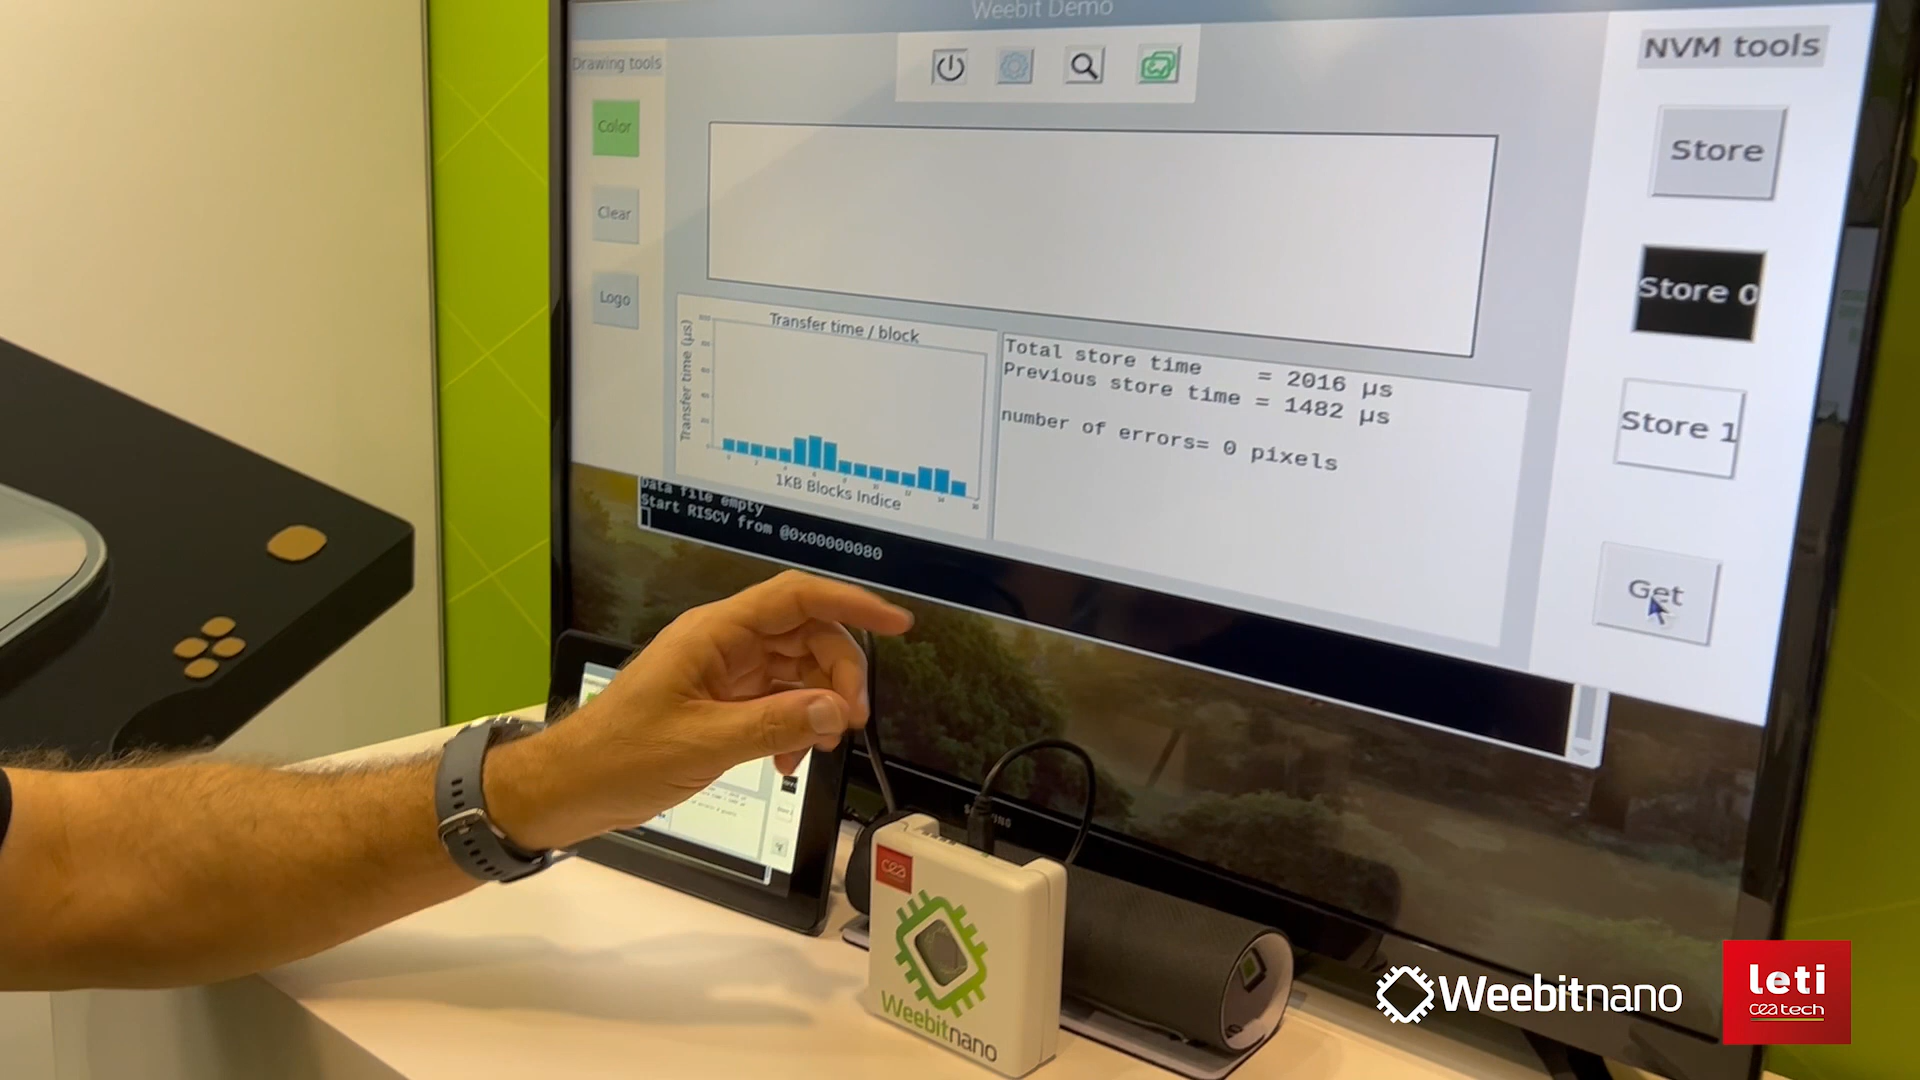 Weebit Demo
Drawing tools
Color
Clear
Logo
NVM tools
Store
Store 0
Store 1
Get
Transfer time / block
Transfer time (µs)
1KB Blocks Indice
Total store time = 2016 µs
Previous store time = 1482 µs
number of errors= 0 pixels
Data file empty
Start RISCV from @0x00000080
cea
Weebitnano
Weebitnano
leti
ceatech